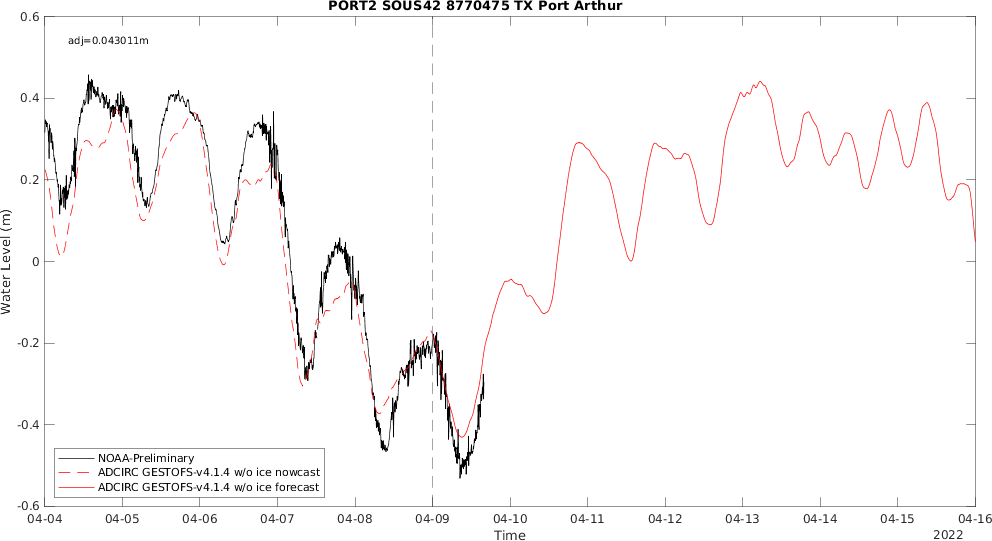 PORT2 SOUS42 8770475 TX Port Arthur
adj=0.043011m
0.6
0.4
0.2
0
-0.2
-0.4
-0.6
Water Level (m)
NOAA-Preliminary
ADCIRC GESTOFS-v4.1.4 w/o ice nowcast
ADCIRC GESTOFS-v4.1.4 w/o ice forecast
04-04 04-05 04-06 04-07 04-08 04-09 04-10 04-11 04-12 04-13 04-14 04-15 04-16
Time
2022